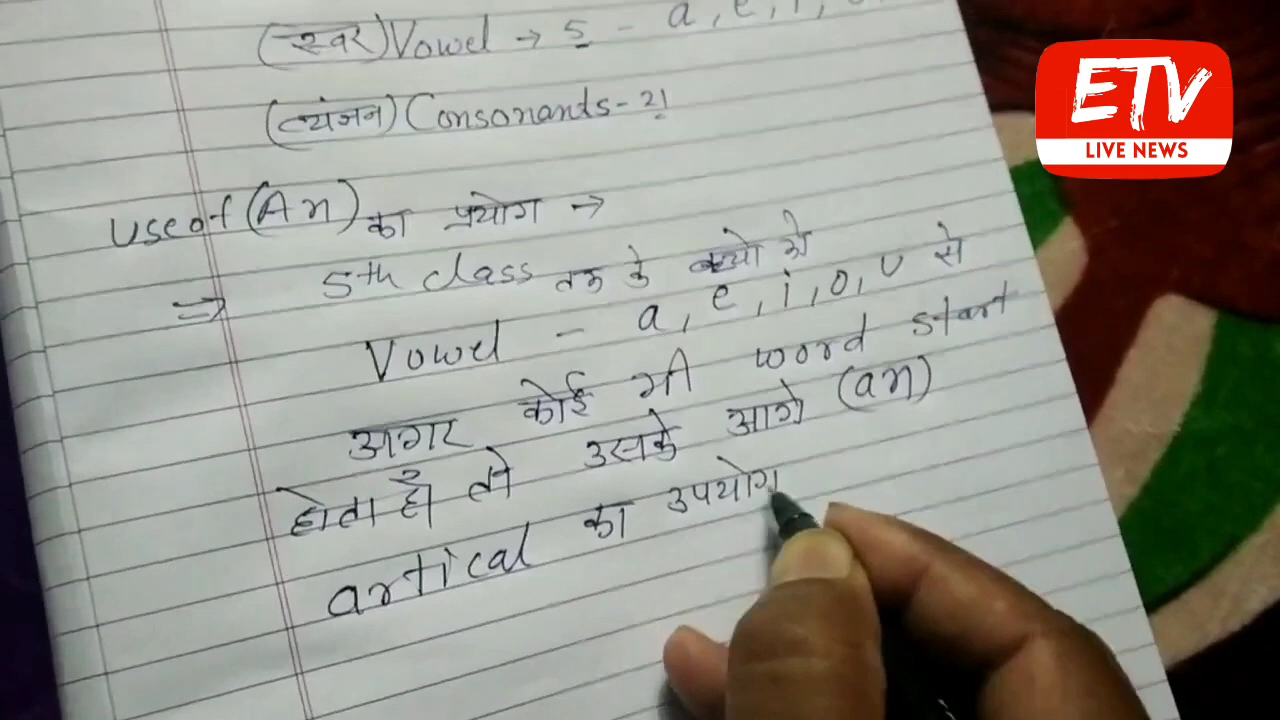 (स्वर) Vowel → 5 - a, e, i,
(व्यंजन) Consonants - 21
Use of (An) का प्रयोग →
⇒ 5th class तक के बच्चो मे
Vowel - a, e, i, o, u से
अगर कोई भी word start
होता है तो उसके आगे (an)
artical का उपयोग
ETV
LIVE NEWS